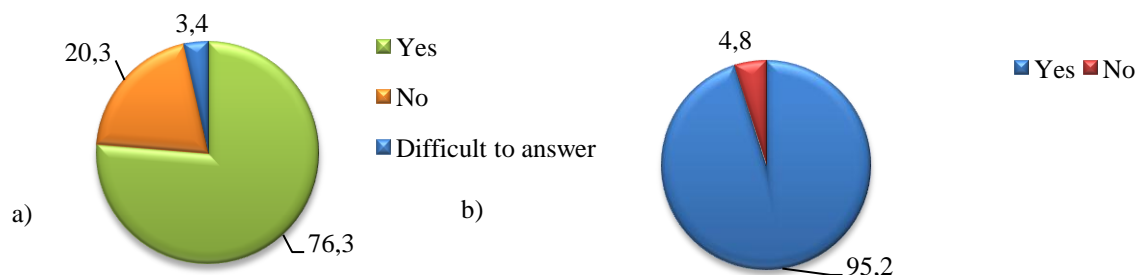 3,4
20,3
Yes
No
Difficult to answer
a)
76,3
4,8
Yes No
b)
95,2